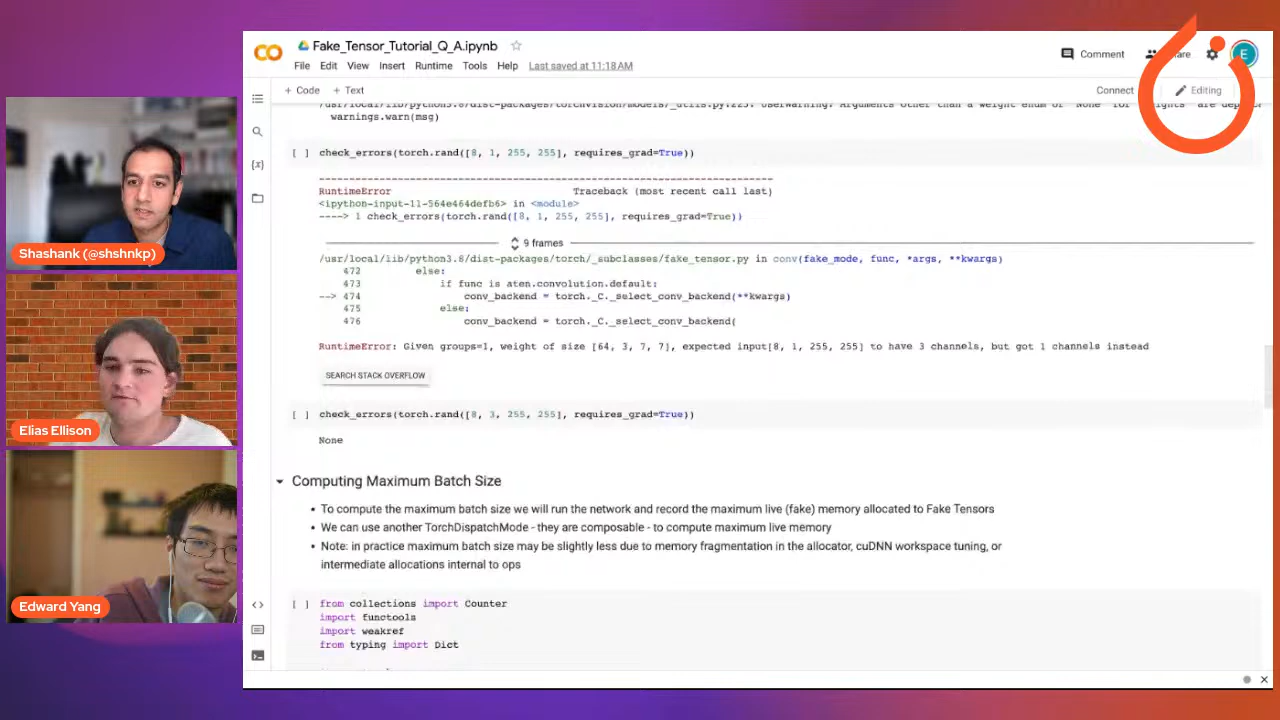 Fake_Tensor_Tutorial_Q_A.ipynb
File Edit View Insert Runtime Tools Help Last saved at 11:18 AM
Comment
E
+ Code + Text
Connect
Editing
warnings.warn(msg)
[ ] check_errors(torch.rand([8, 1, 255, 255], requires_grad=True))
RuntimeError Traceback (most recent call last)
<ipython-input-11-564e464defb6> in <module>
----> 1 check_errors(torch.rand([8, 1, 255, 255], requires_grad=True))
9 frames
/usr/local/lib/python3.8/dist-packages/torch/_subclasses/fake_tensor.py in conv(fake_mode, func, *args, **kwargs)
472 else:
473 if func is aten.convolution.default:
--> 474 conv_backend = torch._C._select_conv_backend(**kwargs)
475 else:
476 conv_backend = torch._C._select_conv_backend(
RuntimeError: Given groups=1, weight of size [64, 3, 7, 7], expected input[8, 1, 255, 255] to have 3 channels, but got 1 channels instead
SEARCH STACK OVERFLOW
[ ] check_errors(torch.rand([8, 3, 255, 255], requires_grad=True))
None
Computing Maximum Batch Size
• To compute the maximum batch size we will run the network and record the maximum live (fake) memory allocated to Fake Tensors
• We can use another TorchDispatchMode - they are composable - to compute maximum live memory
• Note: in practice maximum batch size may be slightly less due to memory fragmentation in the allocator, cuDNN workspace tuning, or
intermediate allocations internal to ops
[ ] from collections import Counter
import functools
import weakref
from typing import Dict
Shashank (@shshnkp)
Elias Ellison
Edward Yang